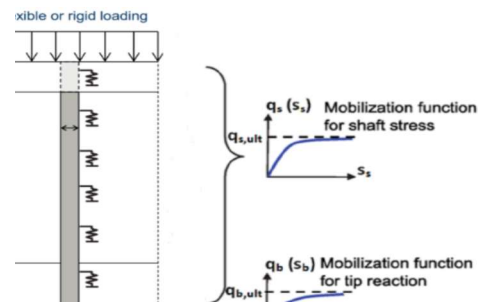 xible or rigid loading
qs (ss) Mobilization function
for shaft stress
qs,ult
ss
qb (sb) Mobilization function
for tip reaction
qb,ult